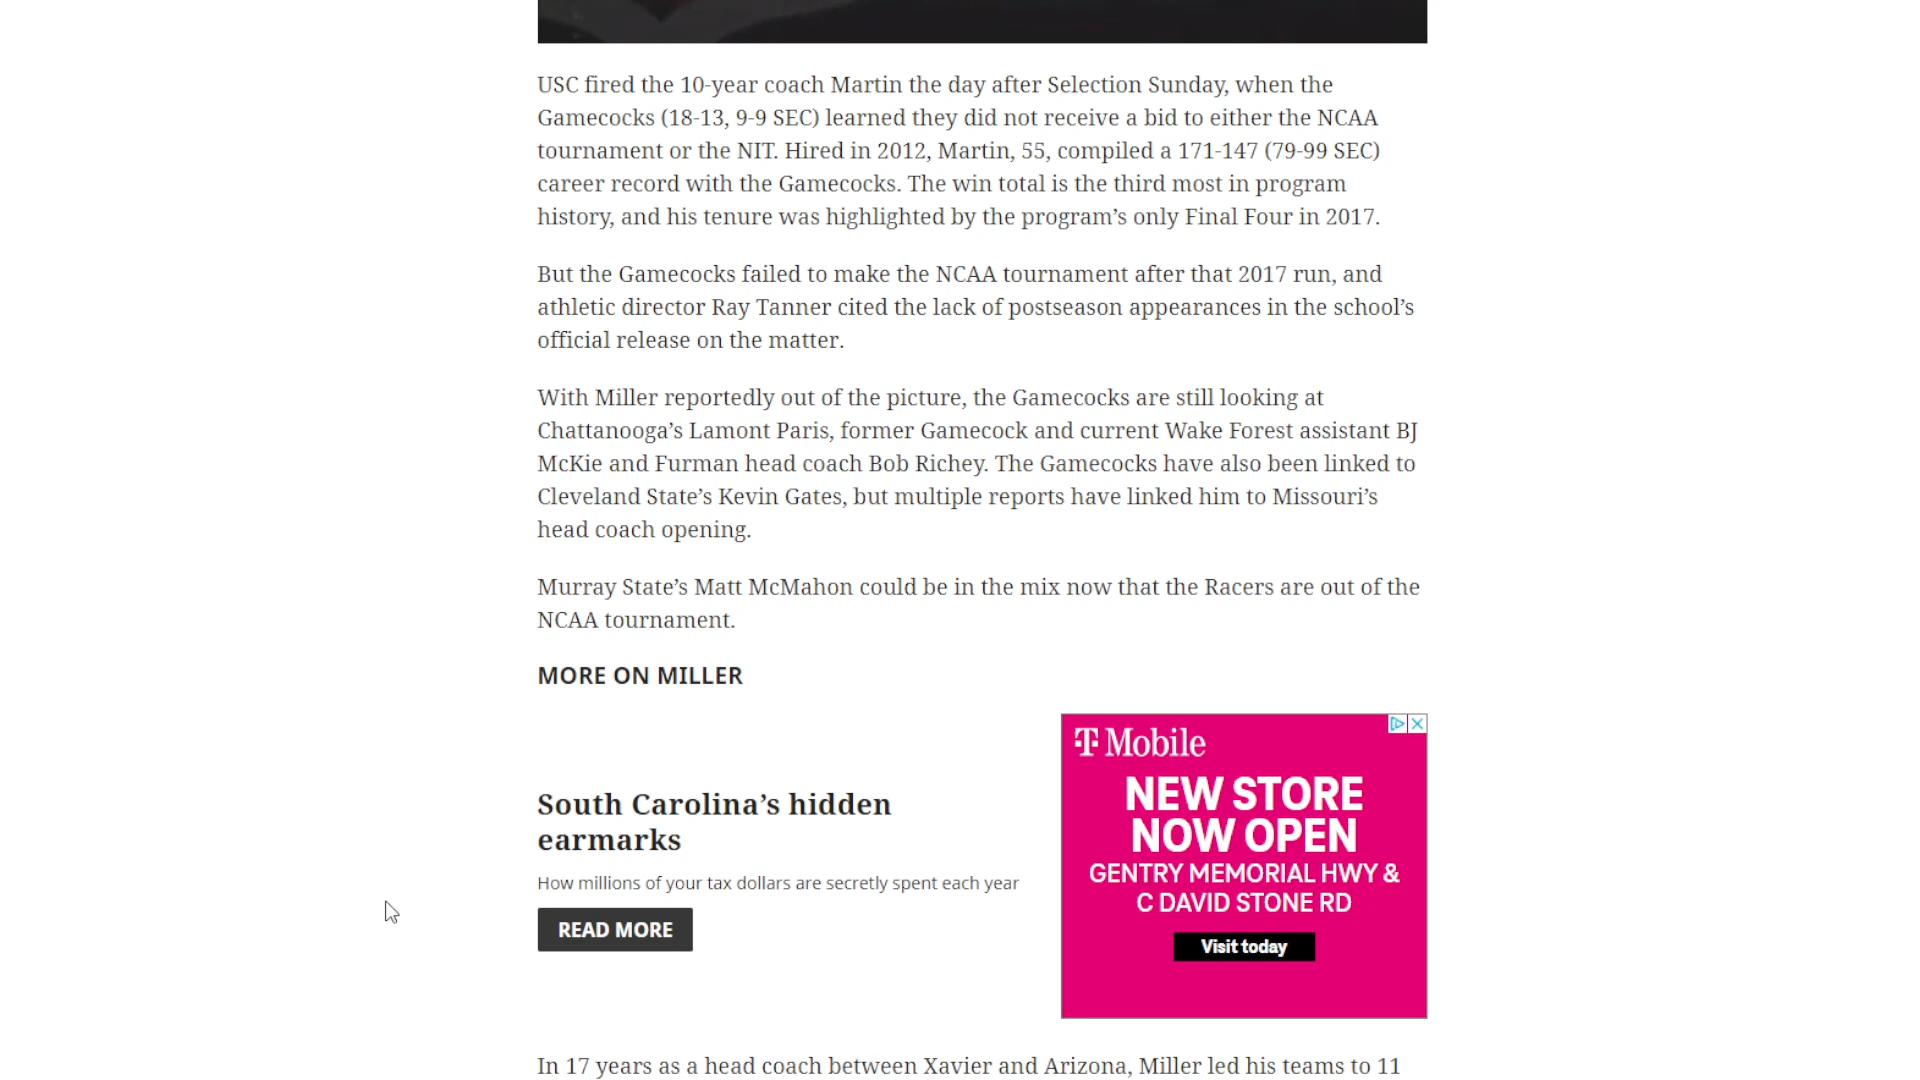 USC fired the 10-year coach Martin the day after Selection Sunday, when the
Gamecocks (18-13, 9-9 SEC) learned they did not receive a bid to either the NCAA
tournament or the NIT. Hired in 2012, Martin, 55, compiled a 171-147 (79-99 SEC)
career record with the Gamecocks. The win total is the third most in program
history, and his tenure was highlighted by the program’s only Final Four in 2017.
But the Gamecocks failed to make the NCAA tournament after that 2017 run, and
athletic director Ray Tanner cited the lack of postseason appearances in the school’s
official release on the matter.
With Miller reportedly out of the picture, the Gamecocks are still looking at
Chattanooga’s Lamont Paris, former Gamecock and current Wake Forest assistant BJ
McKie and Furman head coach Bob Richey. The Gamecocks have also been linked to
Cleveland State’s Kevin Gates, but multiple reports have linked him to Missouri’s
head coach opening.
Murray State’s Matt McMahon could be in the mix now that the Racers are out of the
NCAA tournament.
MORE ON MILLER
South Carolina’s hidden
earmarks
How millions of your tax dollars are secretly spent each year
READ MORE
T Mobile
NEW STORE
NOW OPEN
GENTRY MEMORIAL HWY &
C DAVID STONE RD
Visit today
In 17 years as a head coach between Xavier and Arizona, Miller led his teams to 11